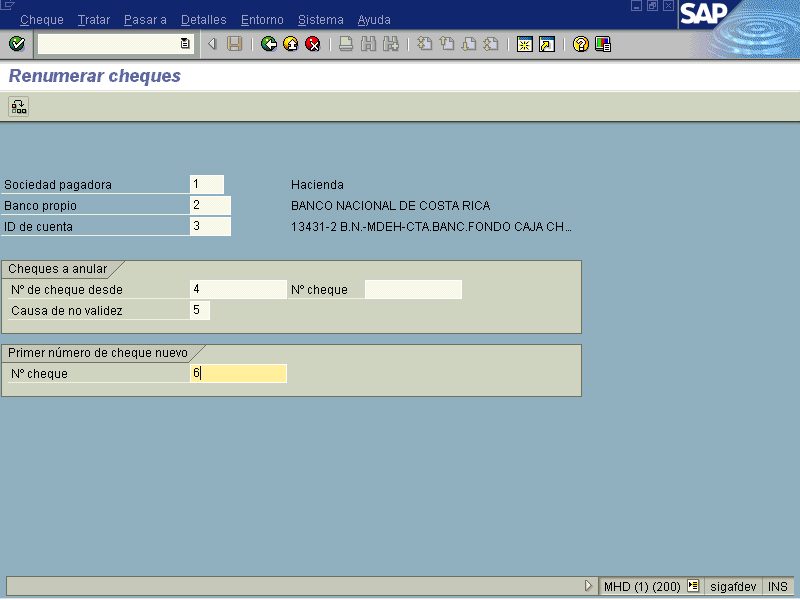 Cheque Tratar Pasar a Detalles Entorno Sistema Ayuda
SAP
Renumerar cheques
Sociedad pagadora 1 Hacienda
Banco propio 2 BANCO NACIONAL DE COSTA RICA
ID de cuenta 3 13431-2 B.N.-MDEH-CTA.BANC.FONDO CAJA CH...
Cheques a anular
Nº de cheque desde 4 Nº cheque
Causa de no validez 5
Primer número de cheque nuevo
Nº cheque 6
MHD (1) (200) sigafdev INS